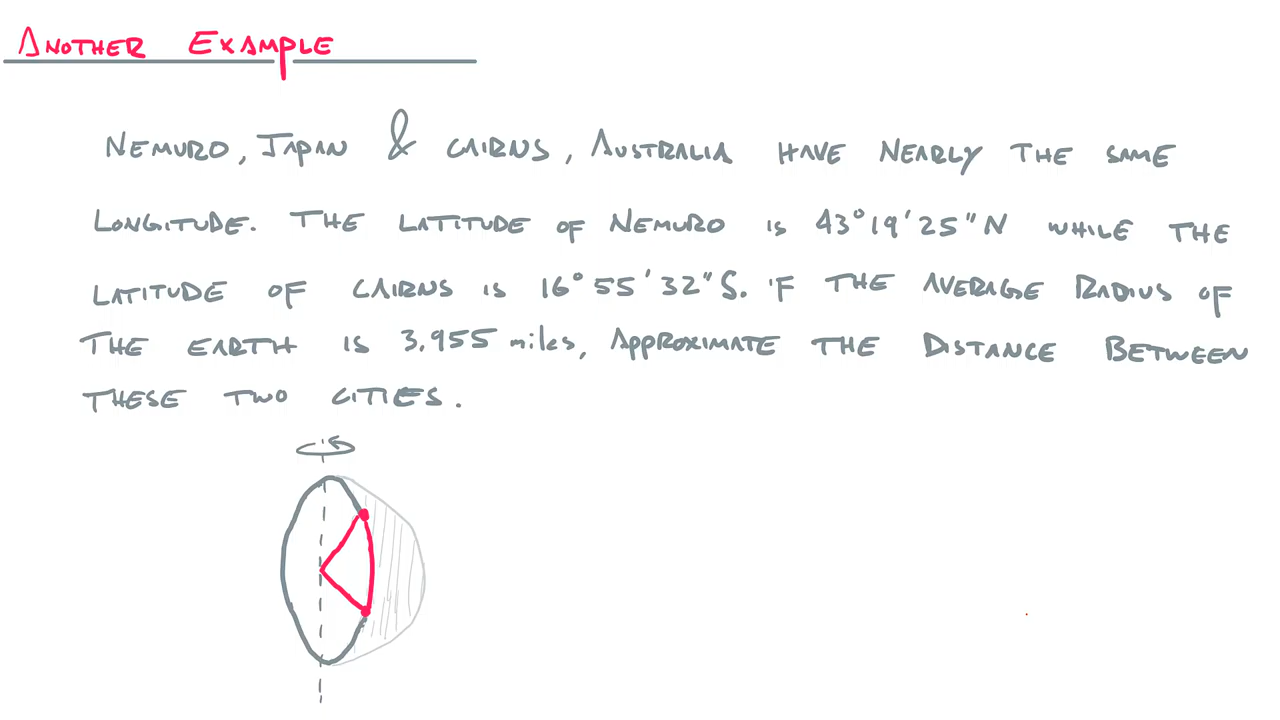 ANOTHER EXAMPLE
NEMURO, JAPAN & CAIRNS, AUSTRALIA HAVE NEARLY THE SAME
LONGITUDE. THE LATITUDE OF NEMURO IS 43°19'25"N WHILE THE
LATITUDE OF CAIRNS IS 16°55'32"S. IF THE AVERAGE RADIUS OF
THE EARTH IS 3,955 miles, APPROXIMATE THE DISTANCE BETWEEN
THESE TWO CITIES.